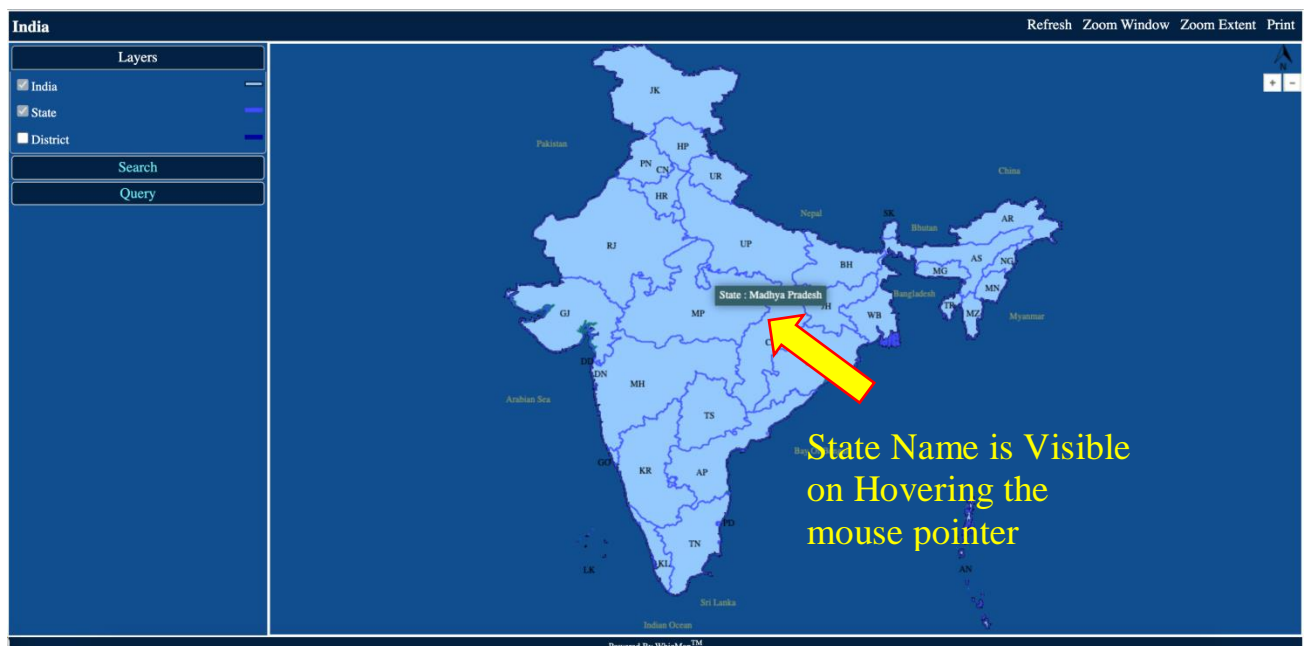 India
Refresh Zoom Window Zoom Extent Print
Layers
India
State
District
Search
Query
N
+ -
JK
Pakistan
HP
PN
CN
UR
China
HR
Nepal
SK
Bhutan
AR
RJ
UP
BH
AS
NG
MG
State : Madhya Pradesh
Bangladesh
MN
JH
GJ
MP
WB
TR
MZ
Myanmar
DD
DN
MH
Arabian Sea
TS
State Name is Visible
on Hovering the
mouse pointer
GO
KR
AP
PD
TN
KL
LK
AN
Sri Lanka
Indian Ocean